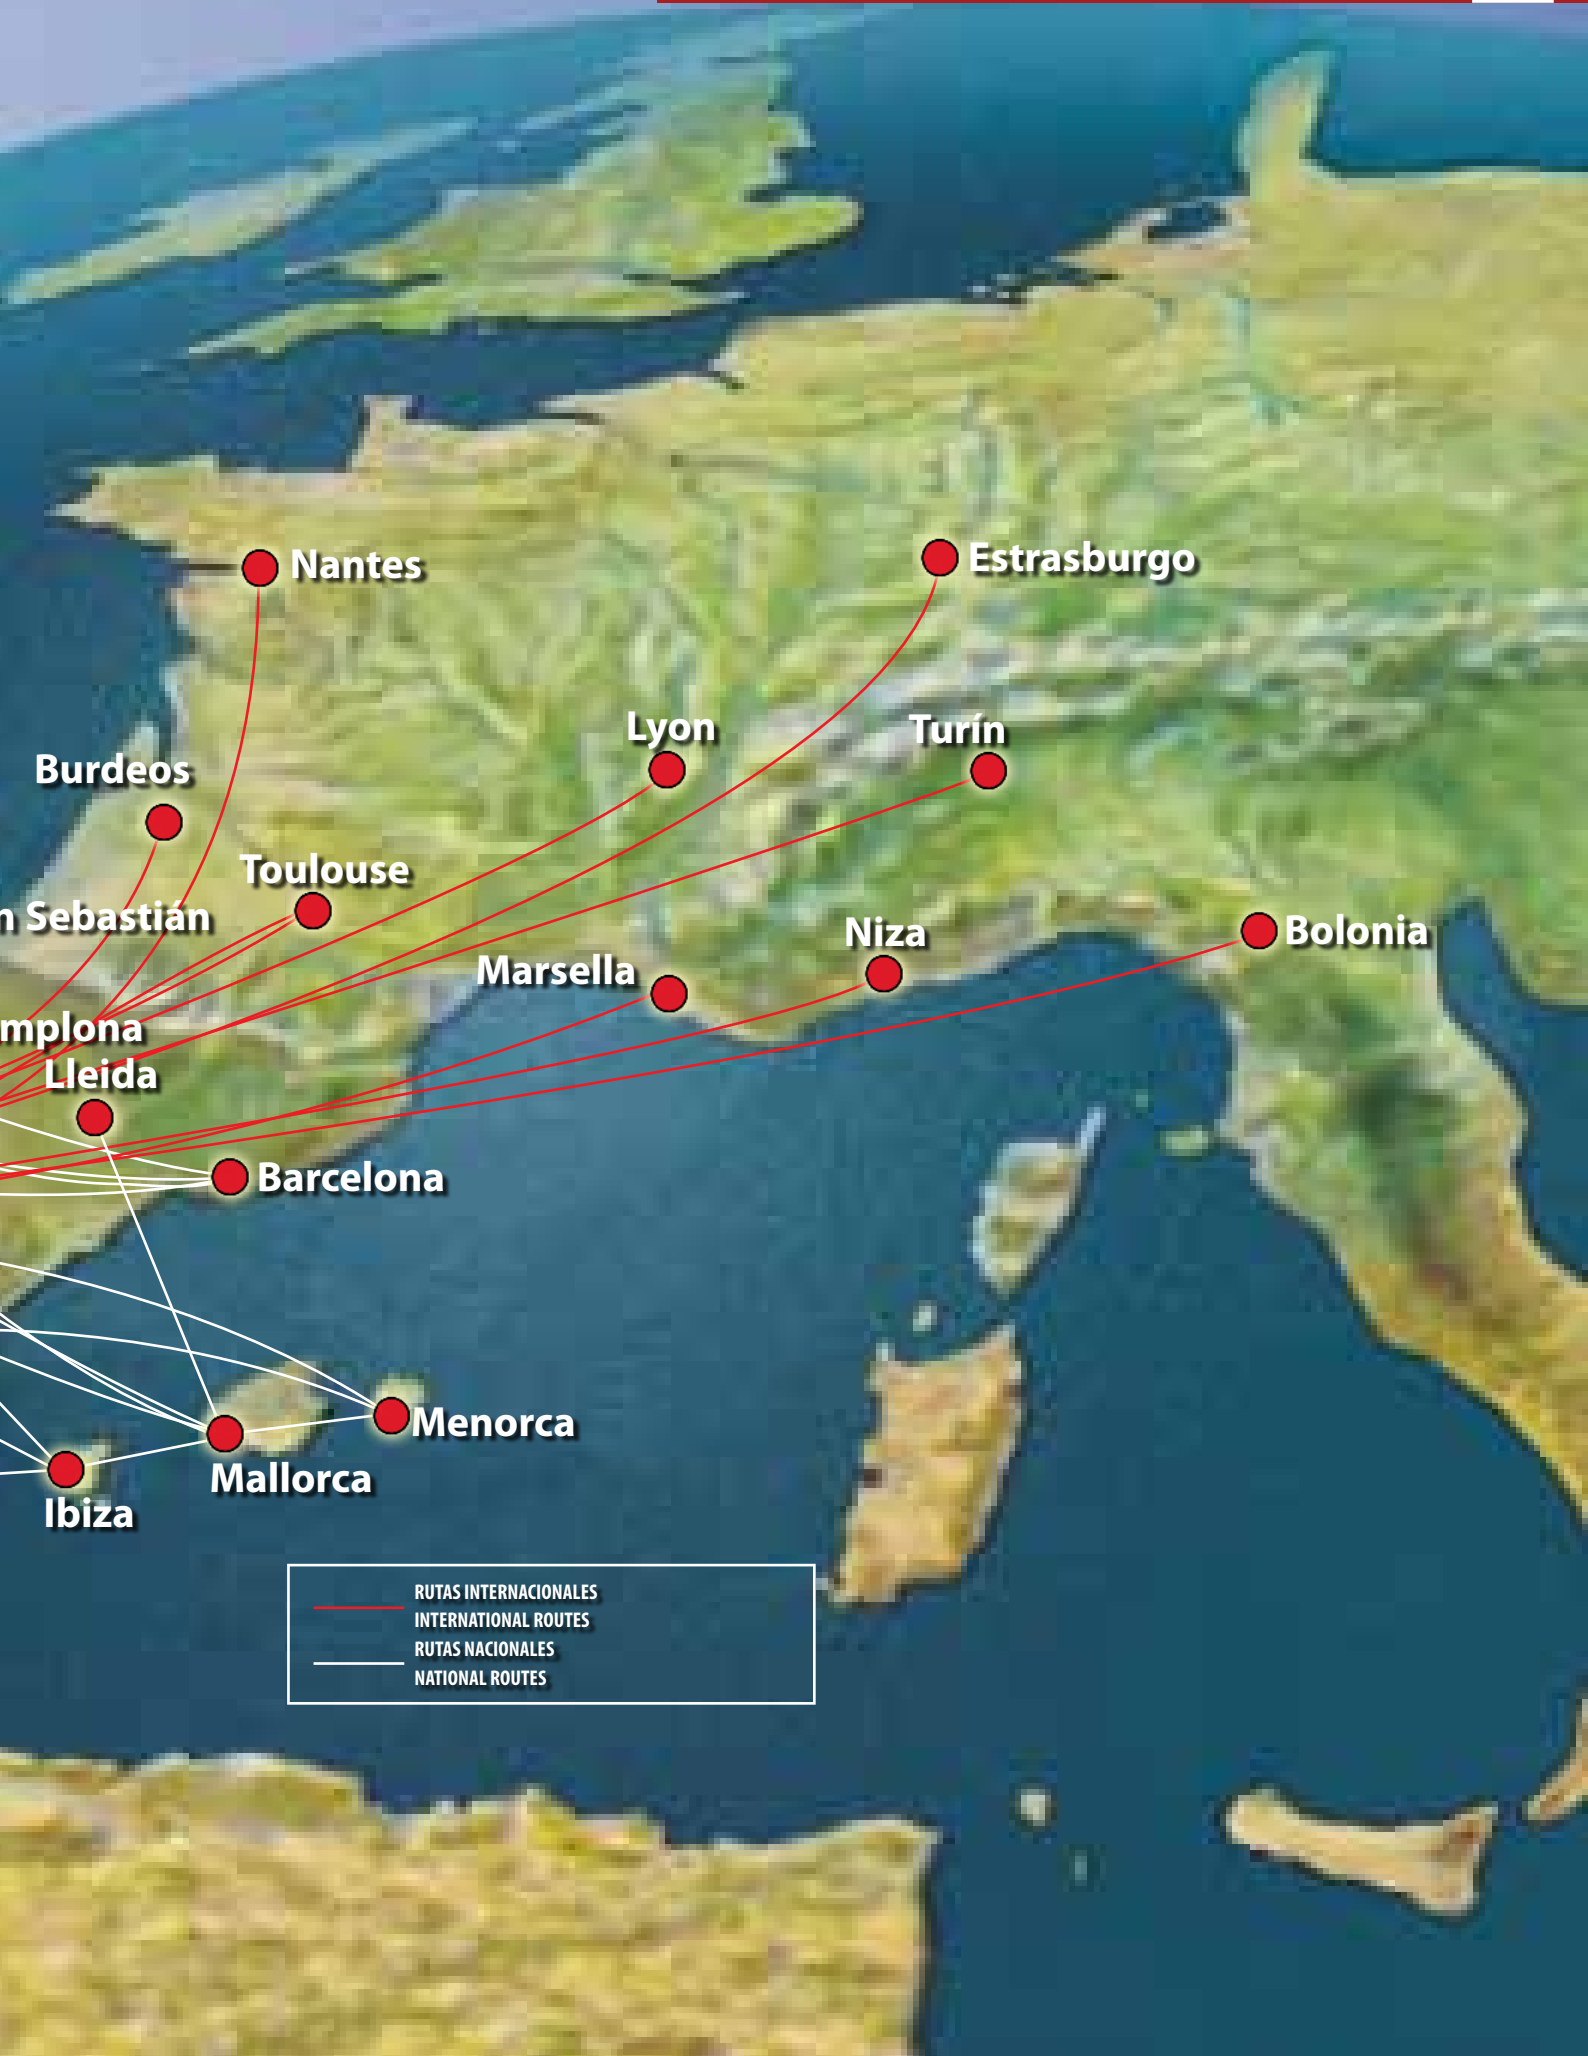 Nantes
Estrasburgo
Lyon
Turín
Burdeos
Toulouse
n Sebastián
Niza
Bolonia
Marsella
mplona
Lleida
Barcelona
Menorca
Mallorca
Ibiza
RUTAS INTERNACIONALES
INTERNATIONAL ROUTES
RUTAS NACIONALES
NATIONAL ROUTES